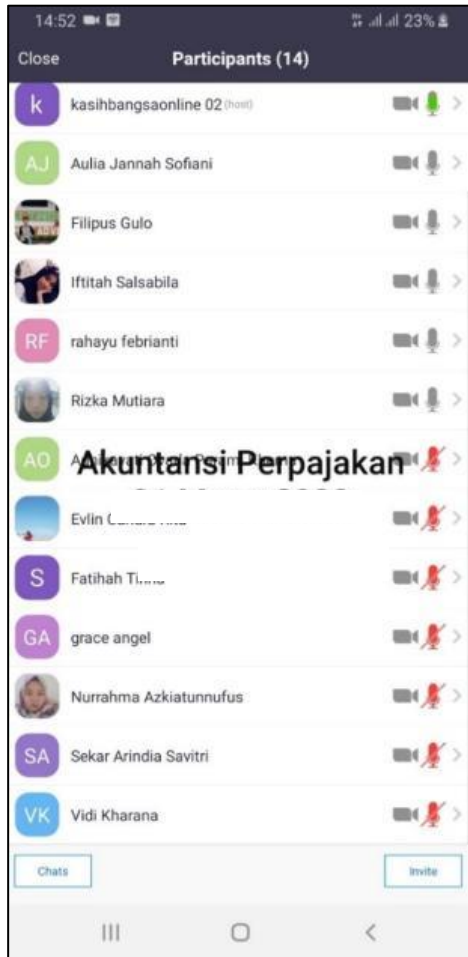 14:52 23%
Close Participants (14)
k kasihbangsaonline 02 (host)
AJ Aulia Jannah Sofiani
Filipus Gulo
Iftitah Salsabila
RF rahayu febrianti
Rizka Mutiara
AO
Akuntansi Perpajakan
Evlin
S Fatihah
GA grace angel
Nurrahma Azkiatunnufus
SA Sekar Arindia Savitri
VK Vidi Kharana
Chats Invite